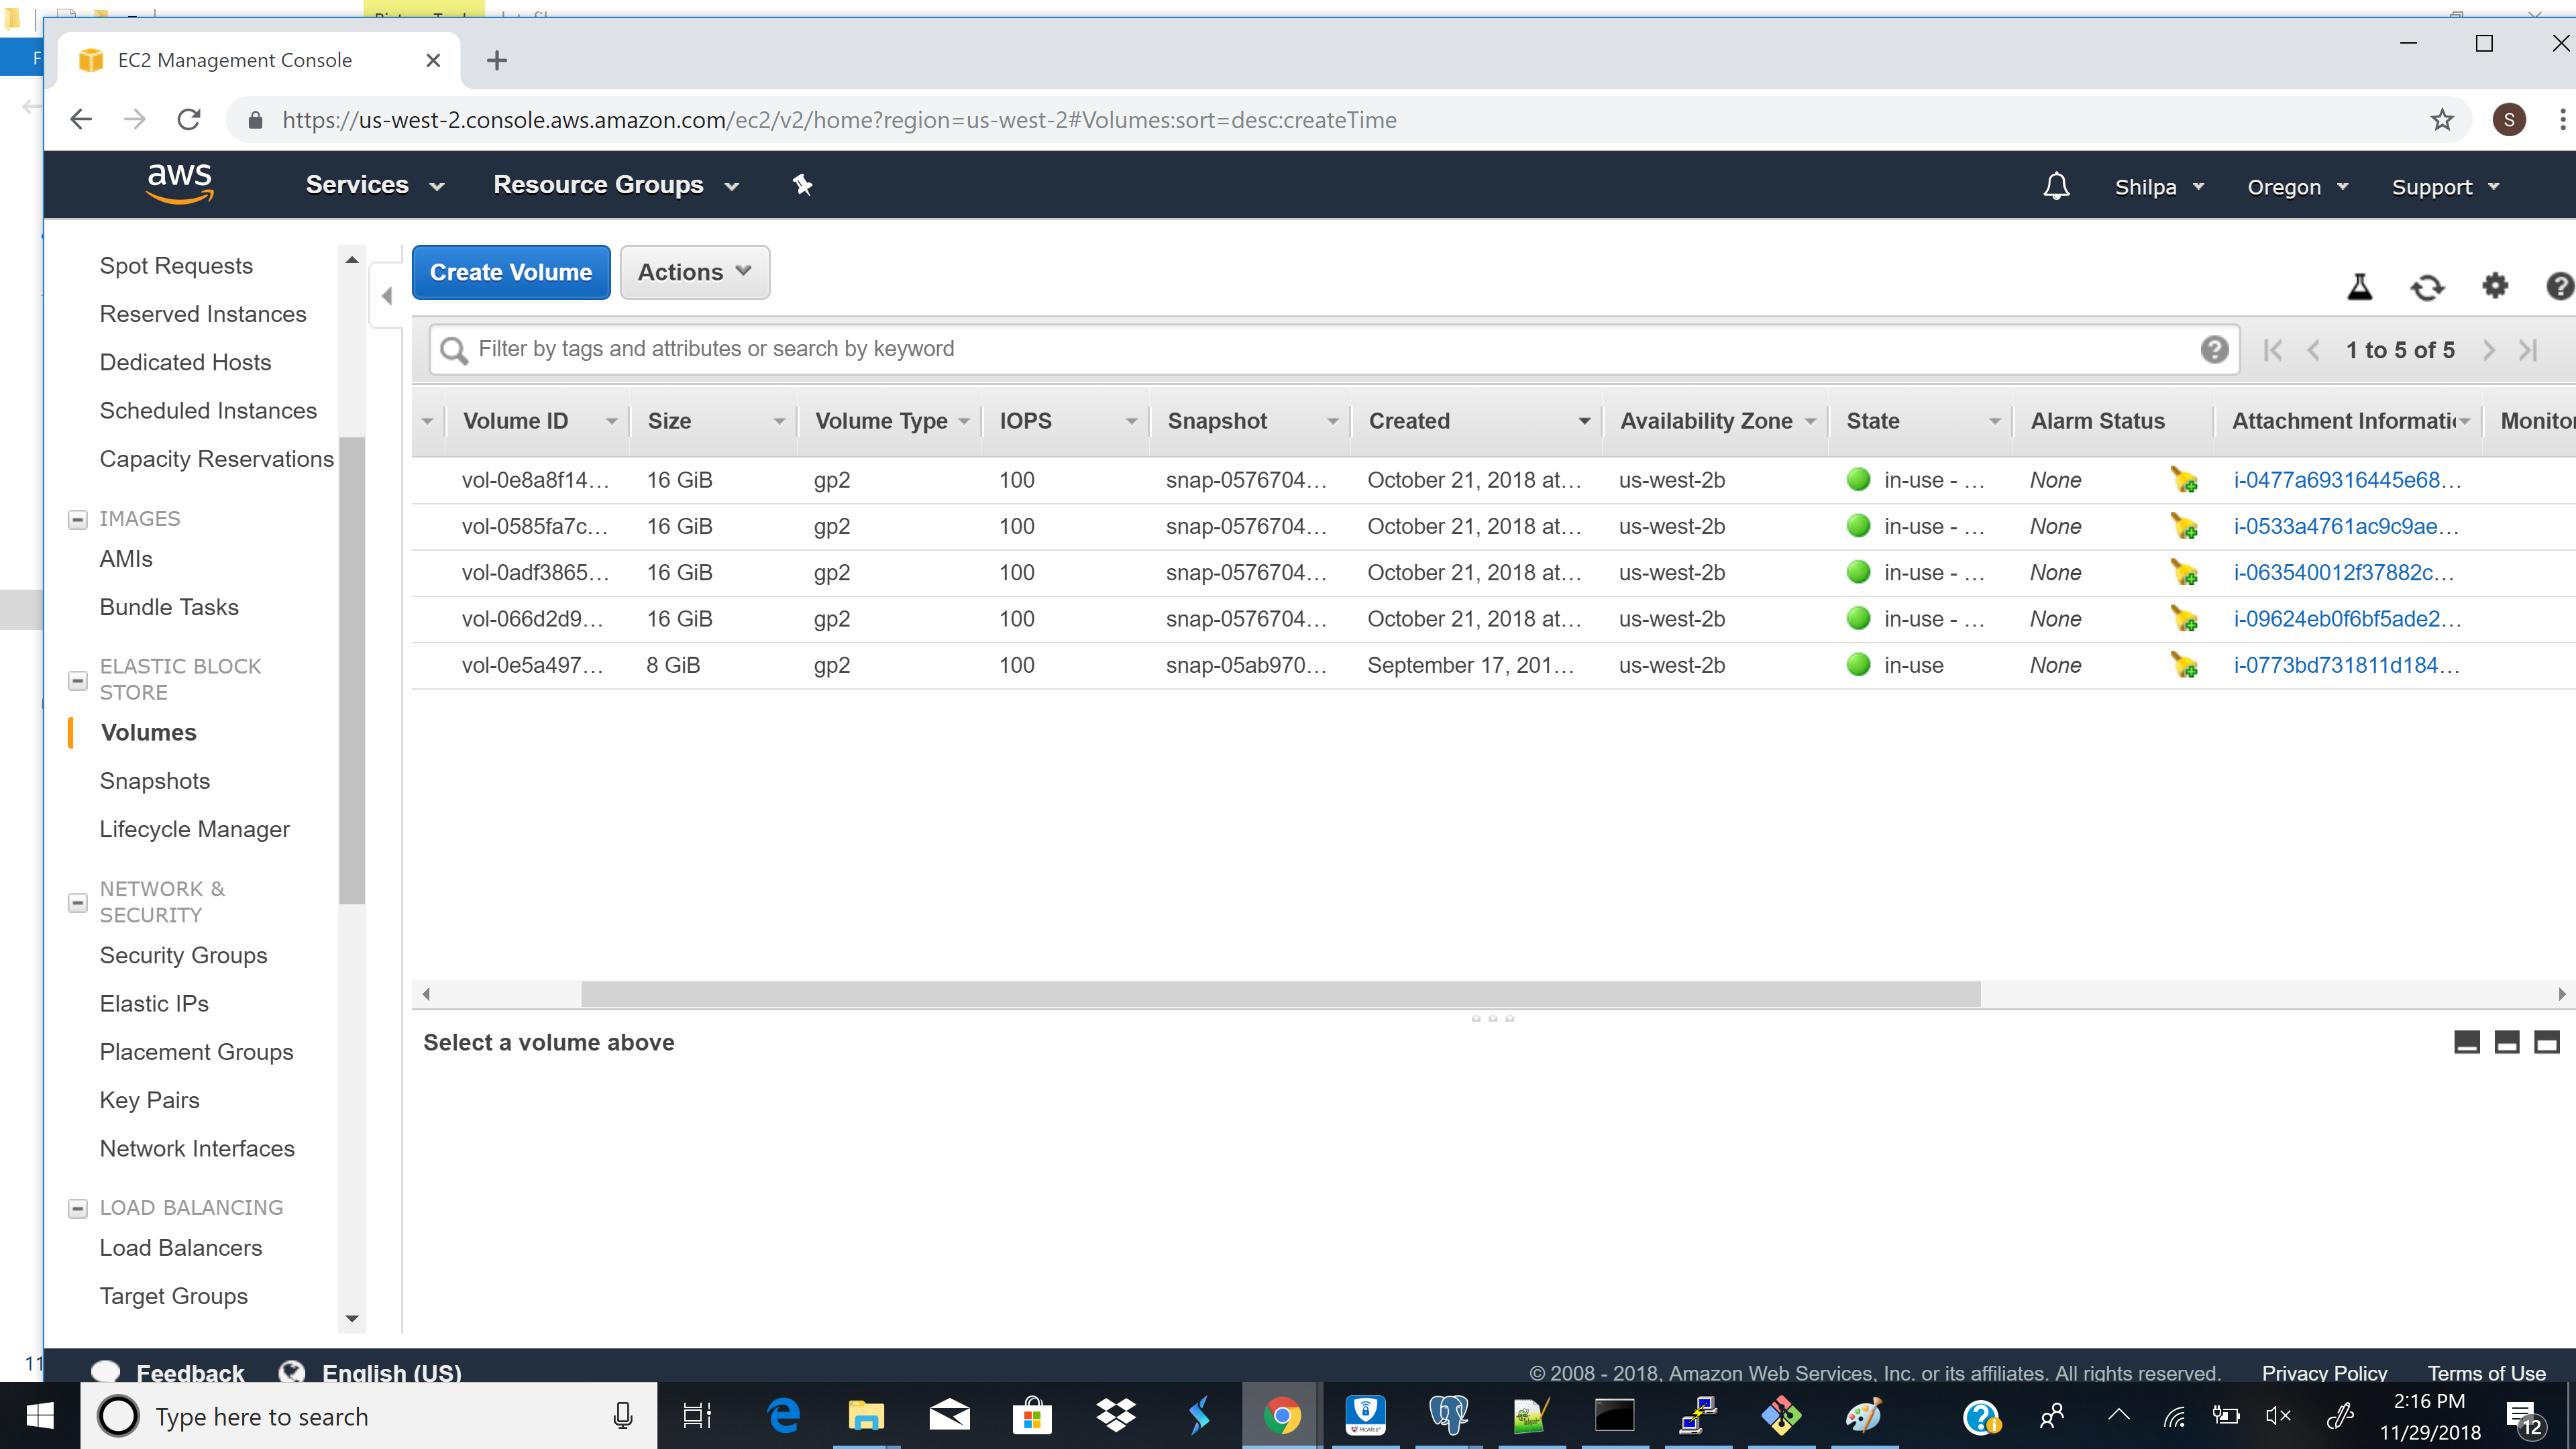 EC2 Management Console
https://us-west-2.console.aws.amazon.com/ec2/v2/home?region=us-west-2#Volumes:sort=desc:createTime
S
aws Services Resource Groups Shilpa Oregon Support
Spot Requests
Reserved Instances
Dedicated Hosts
Scheduled Instances
Capacity Reservations
IMAGES
AMIs
Bundle Tasks
ELASTIC BLOCK
STORE
Volumes
Snapshots
Lifecycle Manager
NETWORK &
SECURITY
Security Groups
Elastic IPs
Placement Groups
Key Pairs
Network Interfaces
LOAD BALANCING
Load Balancers
Target Groups
Create Volume Actions
Filter by tags and attributes or search by keyword 1 to 5 of 5
Volume ID Size Volume Type IOPS Snapshot Created Availability Zone State Alarm Status Attachment Informati Monitor
vol-0e8a8f14... 16 GiB gp2 100 snap-0576704... October 21, 2018 at... us-west-2b in-use - ... None i-0477a69316445e68...
vol-0585fa7c... 16 GiB gp2 100 snap-0576704... October 21, 2018 at... us-west-2b in-use - ... None i-0533a4761ac9c9ae...
vol-0adf3865... 16 GiB gp2 100 snap-0576704... October 21, 2018 at... us-west-2b in-use - ... None i-063540012f37882c...
vol-066d2d9... 16 GiB gp2 100 snap-0576704... October 21, 2018 at... us-west-2b in-use - ... None i-09624eb0f6bf5ade2...
vol-0e5a497... 8 GiB gp2 100 snap-05ab970... September 17, 201... us-west-2b in-use None i-0773bd731811d184...
Select a volume above
Feedback English (US) © 2008 - 2018, Amazon Web Services, Inc. or its affiliates. All rights reserved. Privacy Policy Terms of Use
Type here to search
2:16 PM
11/29/2018
12